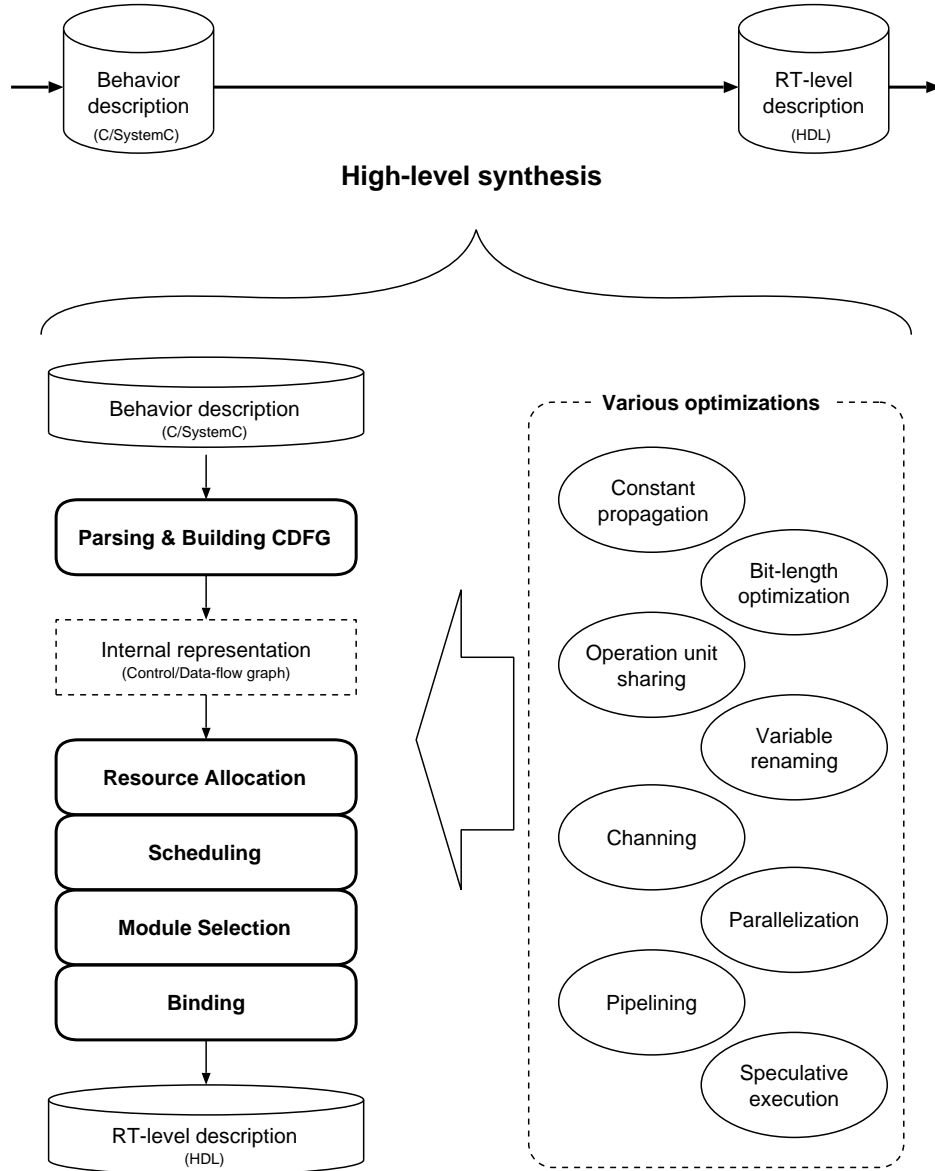 Behavior
description
(C/SystemC)
RT-level
description
(HDL)
High-level synthesis
Behavior description
(C/SystemC)
Parsing & Building CDFG
Internal representation
(Control/Data-flow graph)
Resource Allocation
Scheduling
Module Selection
Binding
RT-level description
(HDL)
Various optimizations
Constant
propagation
Bit-length
optimization
Operation unit
sharing
Variable
renaming
Channing
Parallelization
Pipelining
Speculative
execution